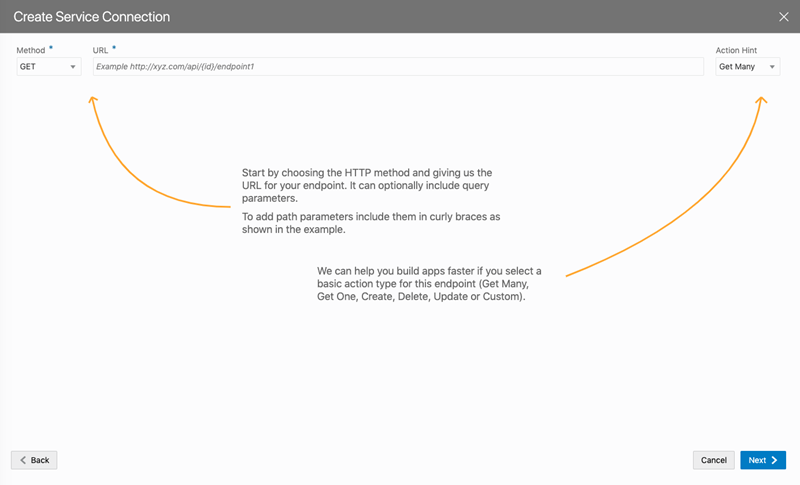 Create Service Connection
Method *
URL *
Action Hint
GET
Example http://xyz.com/api/{id}/endpoint1
Get Many
Start by choosing the HTTP method and giving us the
URL for your endpoint. It can optionally include query
parameters.
To add path parameters include them in curly braces as
shown in the example.
We can help you build apps faster if you select a
basic action type for this endpoint (Get Many,
Get One, Create, Delete, Update or Custom).
Back
Cancel
Next